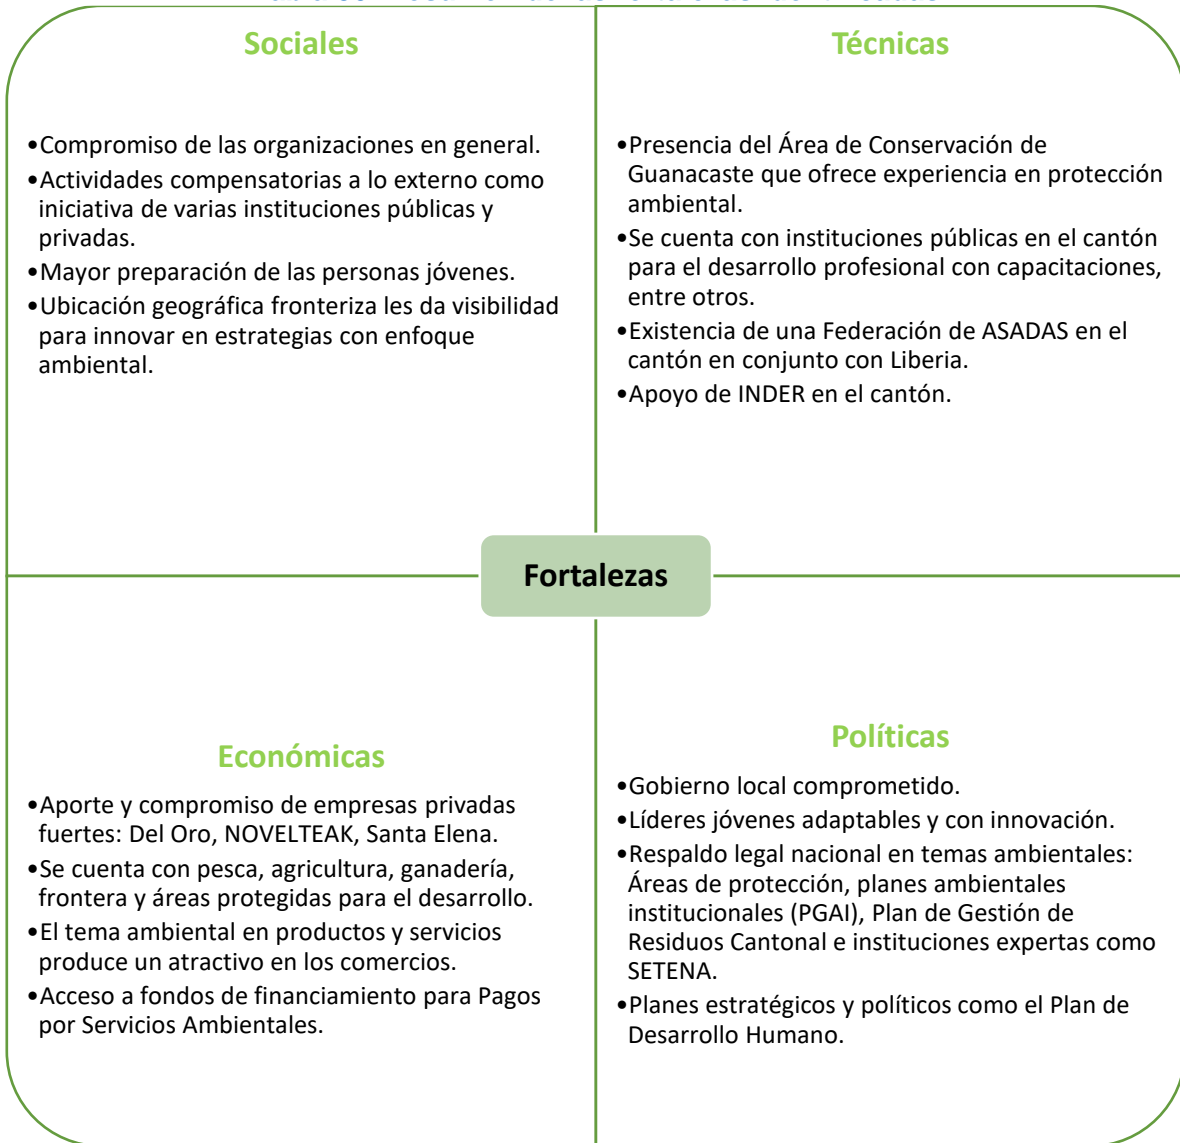 Sociales
•Compromiso de las organizaciones en general.
•Actividades compensatorias a lo externo como
iniciativa de varias instituciones públicas y
privadas.
•Mayor preparación de las personas jóvenes.
•Ubicación geográfica fronteriza les da visibilidad
para innovar en estrategias con enfoque
ambiental.
Técnicas
•Presencia del Área de Conservación de
Guanacaste que ofrece experiencia en protección
ambiental.
•Se cuenta con instituciones públicas en el cantón
para el desarrollo profesional con capacitaciones,
entre otros.
•Existencia de una Federación de ASADAS en el
cantón en conjunto con Liberia.
•Apoyo de INDER en el cantón.
Fortalezas
Económicas
•Aporte y compromiso de empresas privadas
fuertes: Del Oro, NOVELTEAK, Santa Elena.
•Se cuenta con pesca, agricultura, ganadería,
frontera y áreas protegidas para el desarrollo.
•El tema ambiental en productos y servicios
produce un atractivo en los comercios.
•Acceso a fondos de financiamiento para Pagos
por Servicios Ambientales.
Políticas
•Gobierno local comprometido.
•Líderes jóvenes adaptables y con innovación.
•Respaldo legal nacional en temas ambientales:
Áreas de protección, planes ambientales
institucionales (PGAI), Plan de Gestión de
Residuos Cantonal e instituciones expertas como
SETENA.
•Planes estratégicos y políticos como el Plan de
Desarrollo Humano.